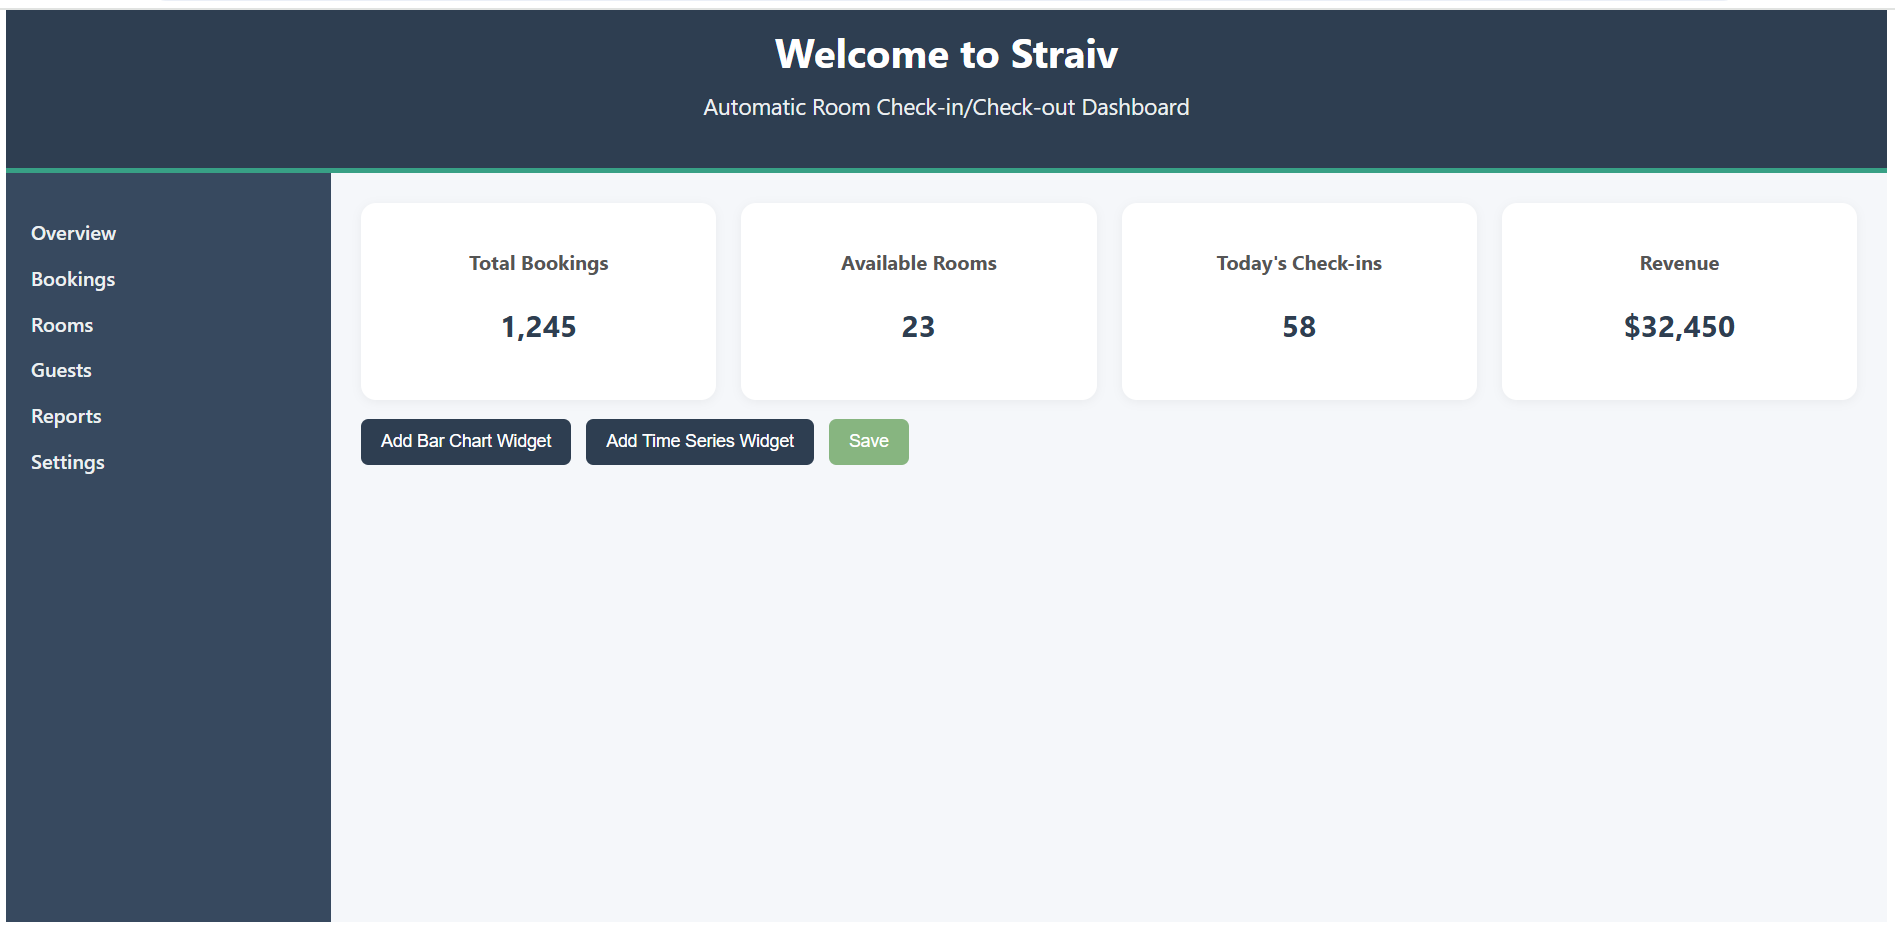 Welcome to Straiv
Automatic Room Check-in/Check-out Dashboard
Overview
Bookings
Rooms
Guests
Reports
Settings
Total Bookings
1,245
Available Rooms
23
Today's Check-ins
58
Revenue
$32,450
Add Bar Chart Widget
Add Time Series Widget
Save